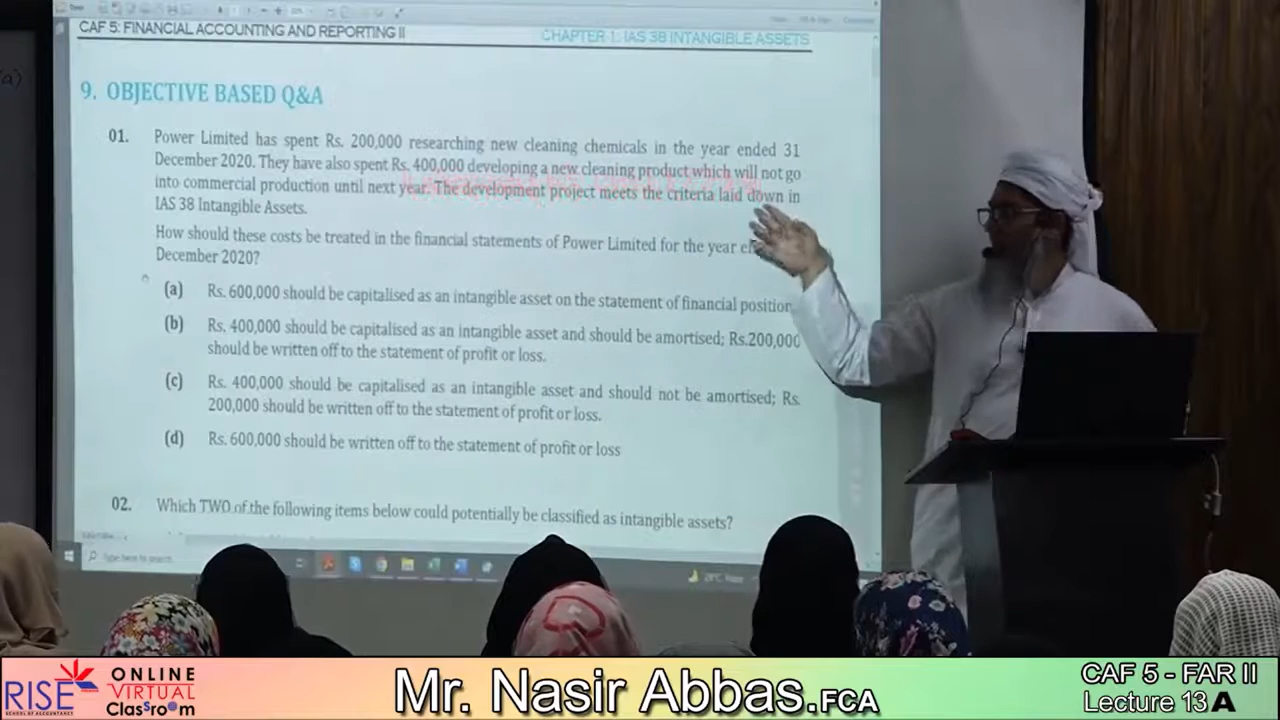 CAF 5: FINANCIAL ACCOUNTING AND REPORTING II
CHAPTER 1: IAS 38 INTANGIBLE ASSETS
9. OBJECTIVE BASED Q&A
01. Power Limited has spent Rs. 200,000 researching new cleaning chemicals in the year ended 31
December 2020. They have also spent Rs. 400,000 developing a new cleaning product which will not go
into commercial production until next year. The development project meets the criteria laid down in
IAS 38 Intangible Assets.
How should these costs be treated in the financial statements of Power Limited for the year
December 2020?
(a) Rs. 600,000 should be capitalised as an intangible asset on the statement of financial position
(b) Rs. 400,000 should be capitalised as an intangible asset and should be amortised; Rs.200,000
should be written off to the statement of profit or loss.
(c) Rs. 400,000 should be capitalised as an intangible asset and should not be amortised; Rs.
200,000 should be written off to the statement of profit or loss.
(d) Rs. 600,000 should be written off to the statement of profit or loss
02. Which TWO of the following items below could potentially be classified as intangible assets?
Type here to search
RISE
SCHOOL OF ACCOUNTANCY
ONLINE
VIRTUAL
Classroom
Mr. Nasir Abbas.FCA
CAF 5 - FAR II
Lecture 13 A